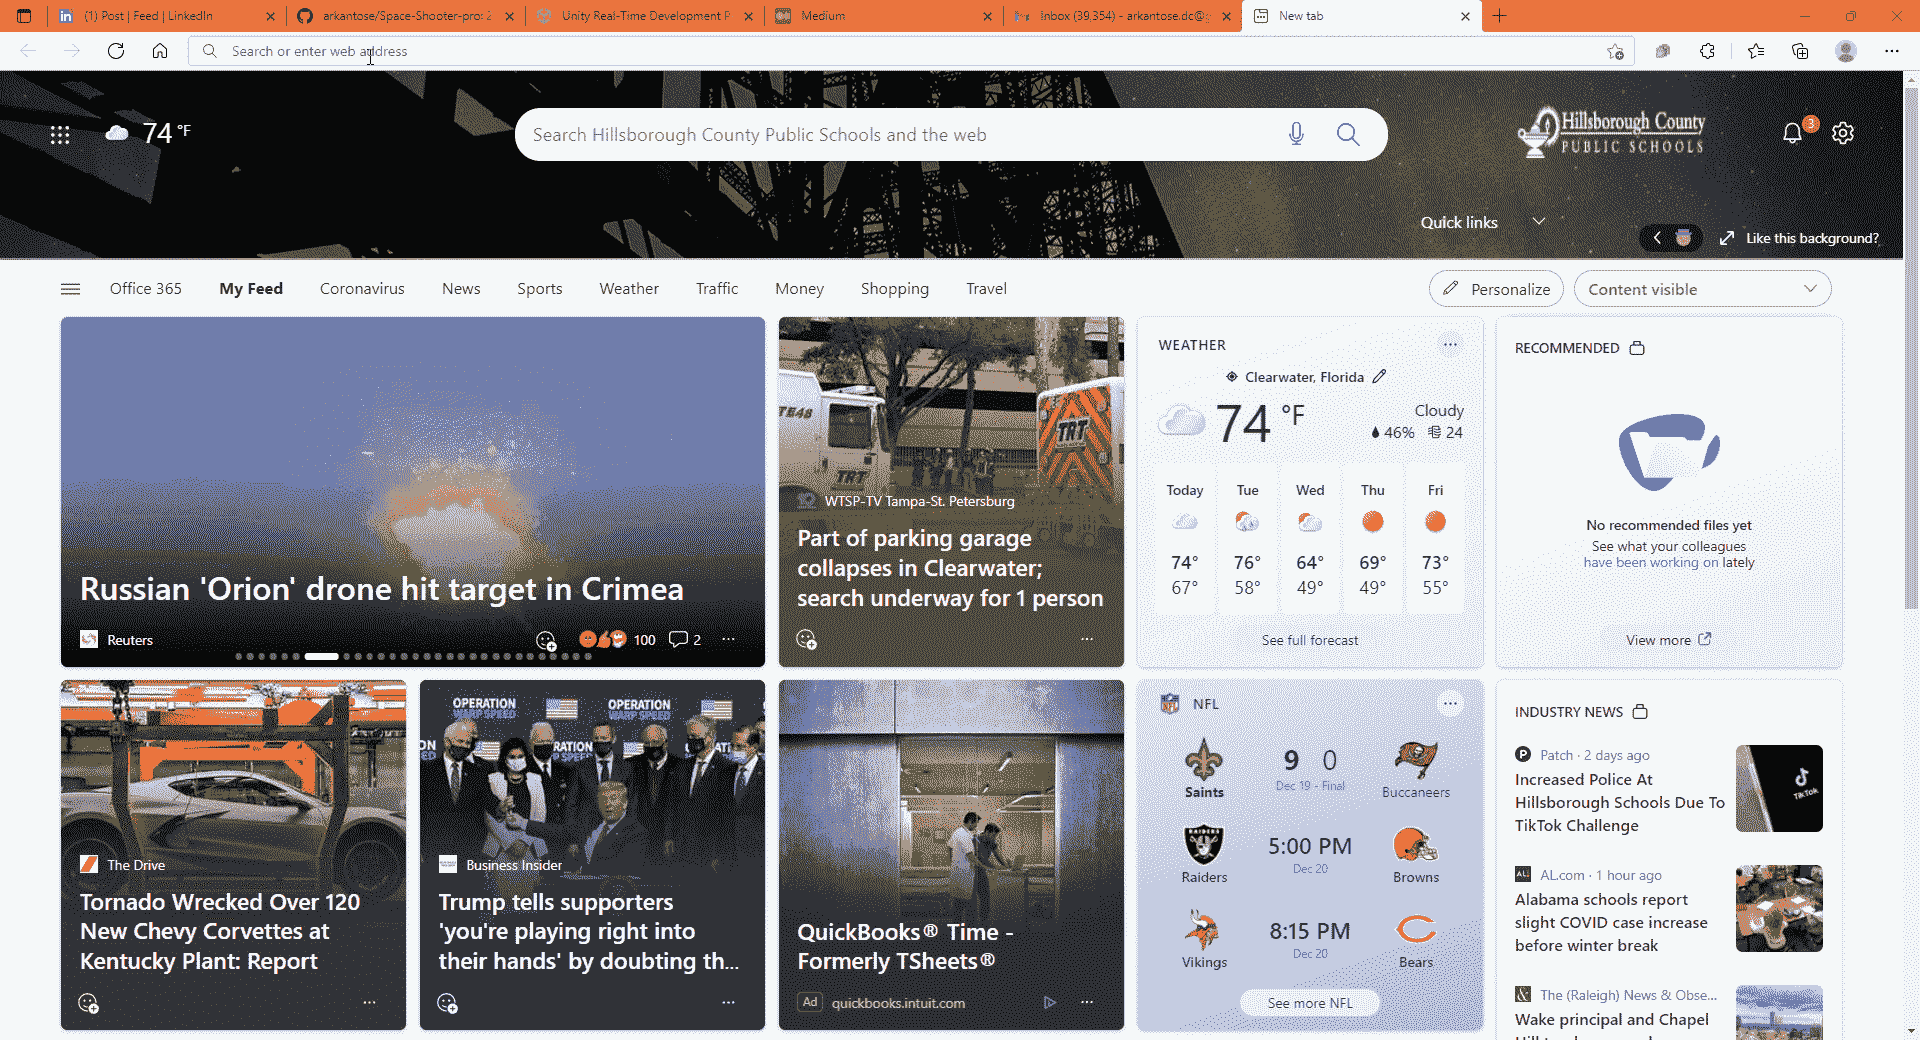 (1) Post | Feed | LinkedIn
arkantose/Space-Shooter-pro: 2
Unity Real-Time Development P
Medium
Inbox (39,354) - arkantose.dc@g
New tab
Search or enter web address
74 °F
Search Hillsborough County Public Schools and the web
Hillsborough County
PUBLIC SCHOOLS
3
Quick links
Like this background?
Office 365
My Feed
Coronavirus
News
Sports
Weather
Traffic
Money
Shopping
Travel
Personalize
Content visible
Russian 'Orion' drone hit target in Crimea
Reuters
100
2
TE48
TRT
TRT
WTSP-TV Tampa-St. Petersburg
Part of parking garage
collapses in Clearwater;
search underway for 1 person
WEATHER
Clearwater, Florida
74 °F
Cloudy
46% 24
Today Tue Wed Thu Fri
74° 76° 64° 69° 73°
67° 58° 49° 49° 55°
See full forecast
RECOMMENDED
No recommended files yet
See what your colleagues
have been working on lately
View more
The Drive
Tornado Wrecked Over 120
New Chevy Corvettes at
Kentucky Plant: Report
OPERATION
WARP SPEED
OPERATION
WARP SPEED
Business Insider
Trump tells supporters
'you're playing right into
their hands' by doubting th...
QuickBooks® Time -
Formerly TSheets®
Ad quickbooks.intuit.com
NFL
9 0
Dec 19 - Final
Saints
Buccaneers
RAIDERS
5:00 PM
Dec 20
Raiders
Browns
8:15 PM
Dec 20
Vikings
Bears
See more NFL
INDUSTRY NEWS
Patch · 2 days ago
Increased Police At
Hillsborough Schools Due To
TikTok Challenge
TikTok
AL.com · 1 hour ago
Alabama schools report
slight COVID case increase
before winter break
The (Raleigh) News & Obse...
Wake principal and Chapel